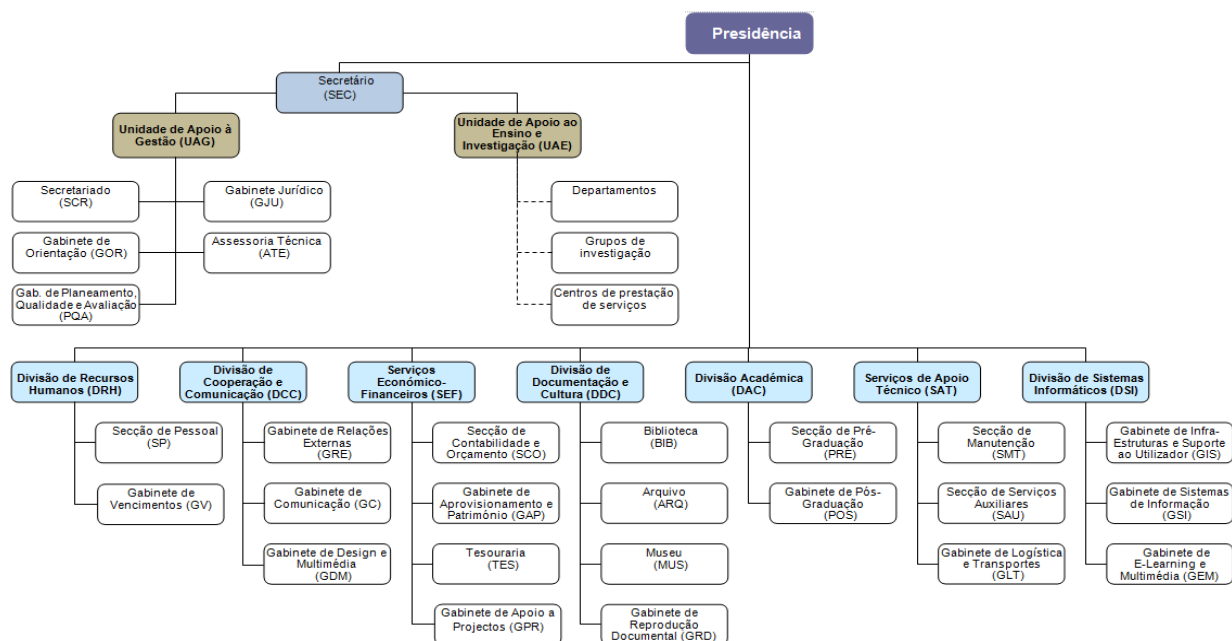 Presidência
Secretário
(SEC)
Unidade de Apoio à
Gestão (UAG)
Unidade de Apoio ao
Ensino e
Investigação (UAE)
Secretariado
(SCR)
Gabinete Jurídico
(GJU)
Departamentos
Gabinete de
Orientação (GOR)
Assessoria Técnica
(ATE)
Grupos de
investigação
Gab. de Planeamento,
Qualidade e Avaliação
(PQA)
Centros de prestação
de serviços
Divisão de Recursos
Humanos (DRH)
Divisão de
Cooperação e
Comunicação (DCC)
Serviços
Económico-
Financeiros (SEF)
Divisão de
Documentação e
Cultura (DDC)
Divisão Académica
(DAC)
Serviços de Apoio
Técnico (SAT)
Divisão de Sistemas
Informáticos (DSI)
Secção de Pessoal
(SP)
Gabinete de Relações
Externas
(GRE)
Secção de
Contabilidade e
Orçamento (SCO)
Biblioteca
(BIB)
Secção de Pré-
Graduação
(PRE)
Secção de
Manutenção
(SMT)
Gabinete de Infra-
Estruturas e Suporte
ao Utilizador (GIS)
Gabinete de
Vencimentos (GV)
Gabinete de
Comunicação (GC)
Gabinete de
Aprovisionamento e
Património (GAP)
Arquivo
(ARQ)
Gabinete de Pós-
Graduação
(POS)
Secção de Serviços
Auxiliares
(SAU)
Gabinete de Sistemas
de Informação
(GSI)
Gabinete de Design e
Multimédia
(GDM)
Tesouraria
(TES)
Museu
(MUS)
Gabinete de Logística
e Transportes
(GLT)
Gabinete de
E-Learning e
Multimédia (GEM)
Gabinete de Apoio a
Projectos (GPR)
Gabinete de
Reprodução
Documental (GRD)